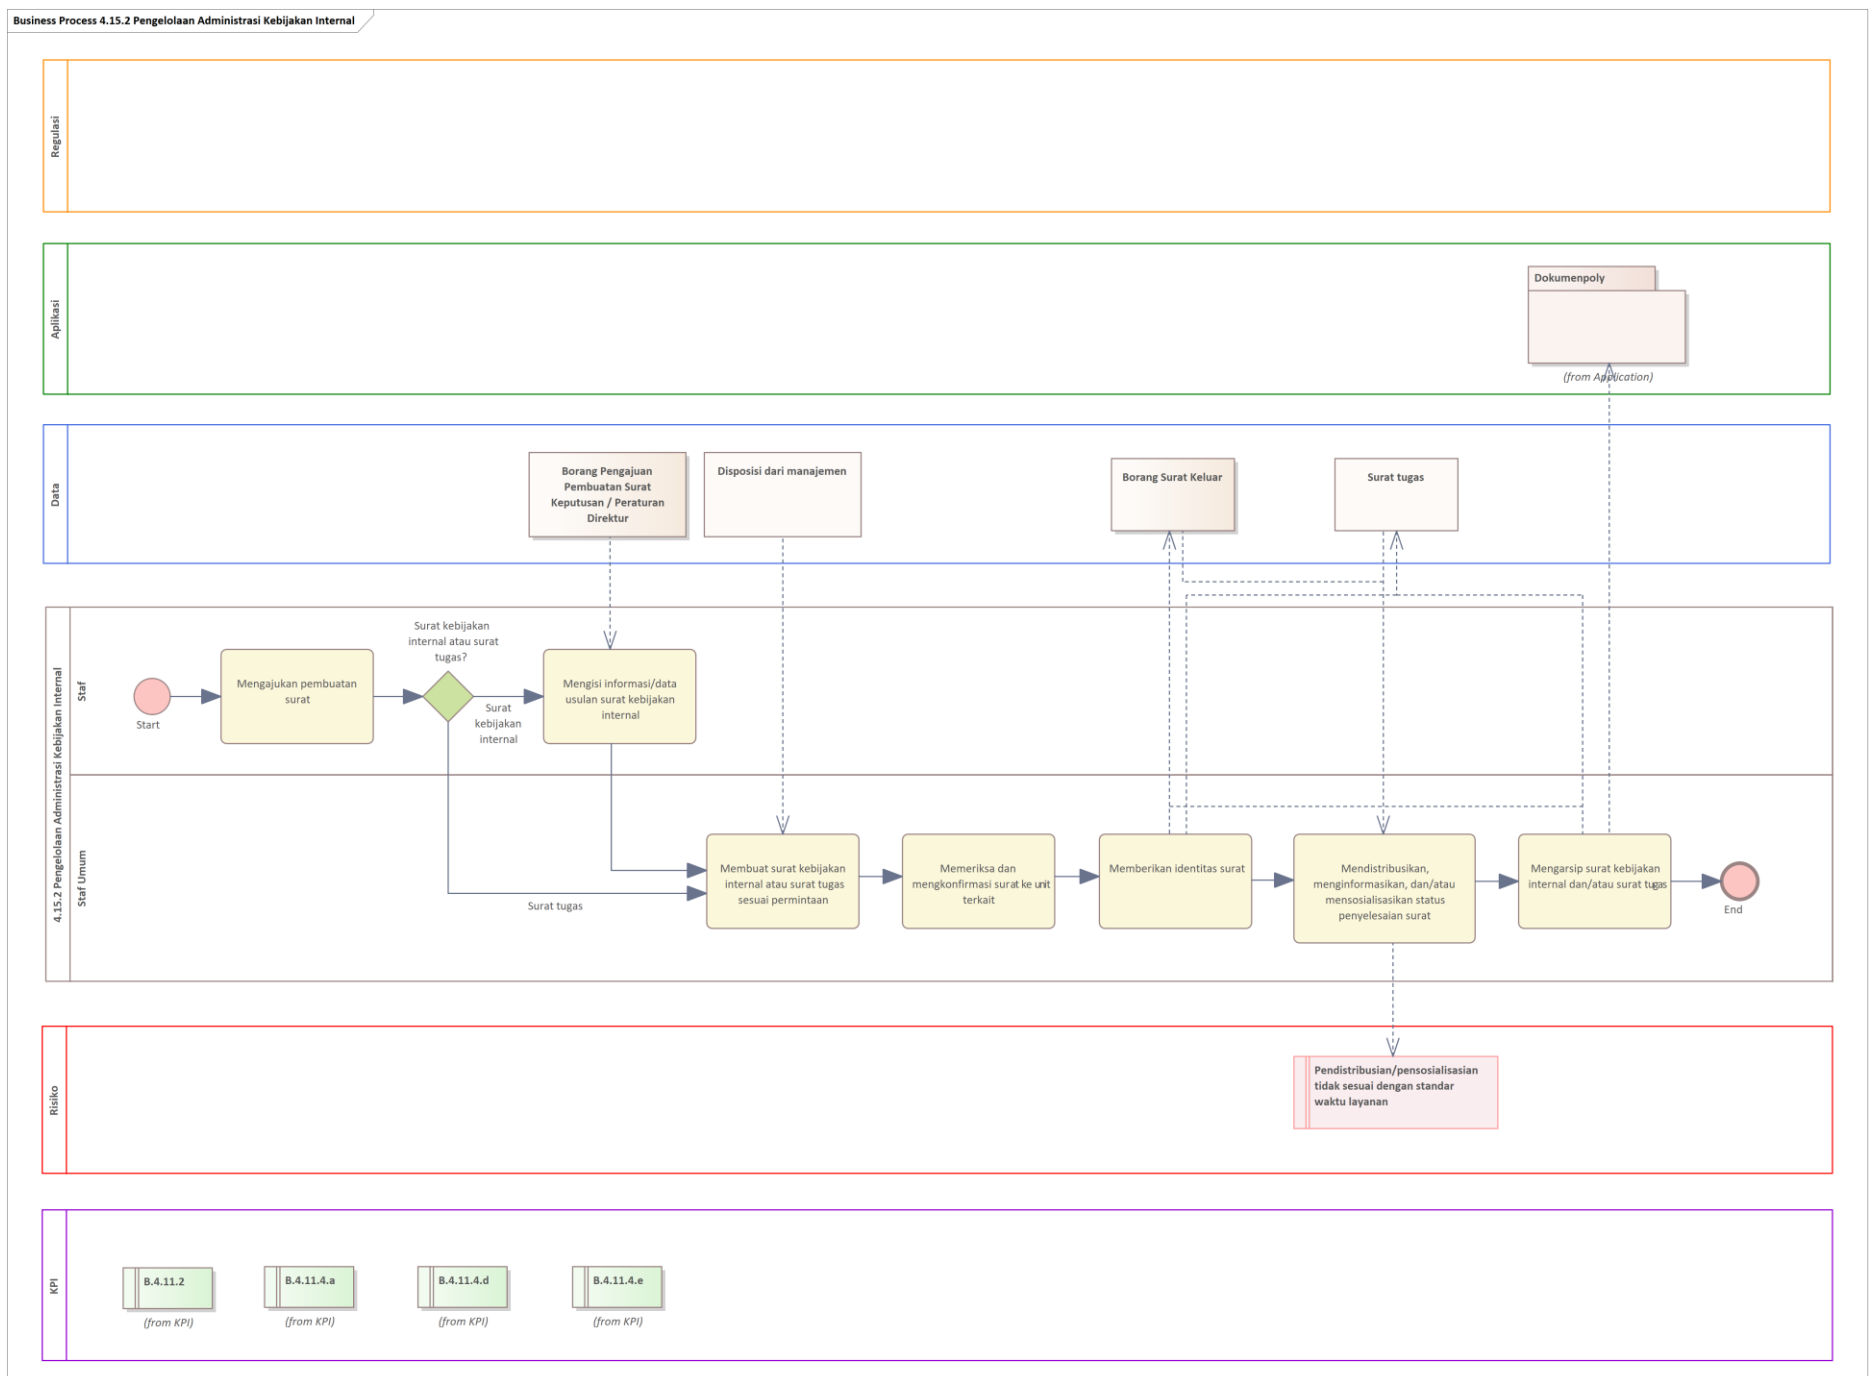 Business Process 4.15.2 Pengelolaan Administrasi Kebijakan Internal
Regulasi
Aplikasi
Dokumenpoly
(from Application)
Data
Borang Pengajuan
Pembuatan Surat
Keputusan / Peraturan
Direktur
Disposisi dari manajemen
Borang Surat Keluar
Surat tugas
4.15.2 Pengelolaan Administrasi Kebijakan Internal
Staf
Start
Mengajukan pembuatan
surat
Surat kebijakan
internal atau surat
tugas?
Surat
kebijakan
internal
Mengisi informasi/data
usulan surat kebijakan
internal
Staf Umum
Surat tugas
Membuat surat kebijakan
internal atau surat tugas
sesuai permintaan
Memeriksa dan
mengkonfirmasi surat ke unit
terkait
Memberikan identitas surat
Mendistribusikan,
menginformasikan, dan/atau
mensosialisasikan status
penyelesaian surat
Mengarsip surat kebijakan
internal dan/atau surat tugas
End
Risiko
Pendistribusian/pensosialisasian
tidak sesuai dengan standar
waktu layanan
KPI
B.4.11.2
(from KPI)
B.4.11.4.a
(from KPI)
B.4.11.4.d
(from KPI)
B.4.11.4.e
(from KPI)